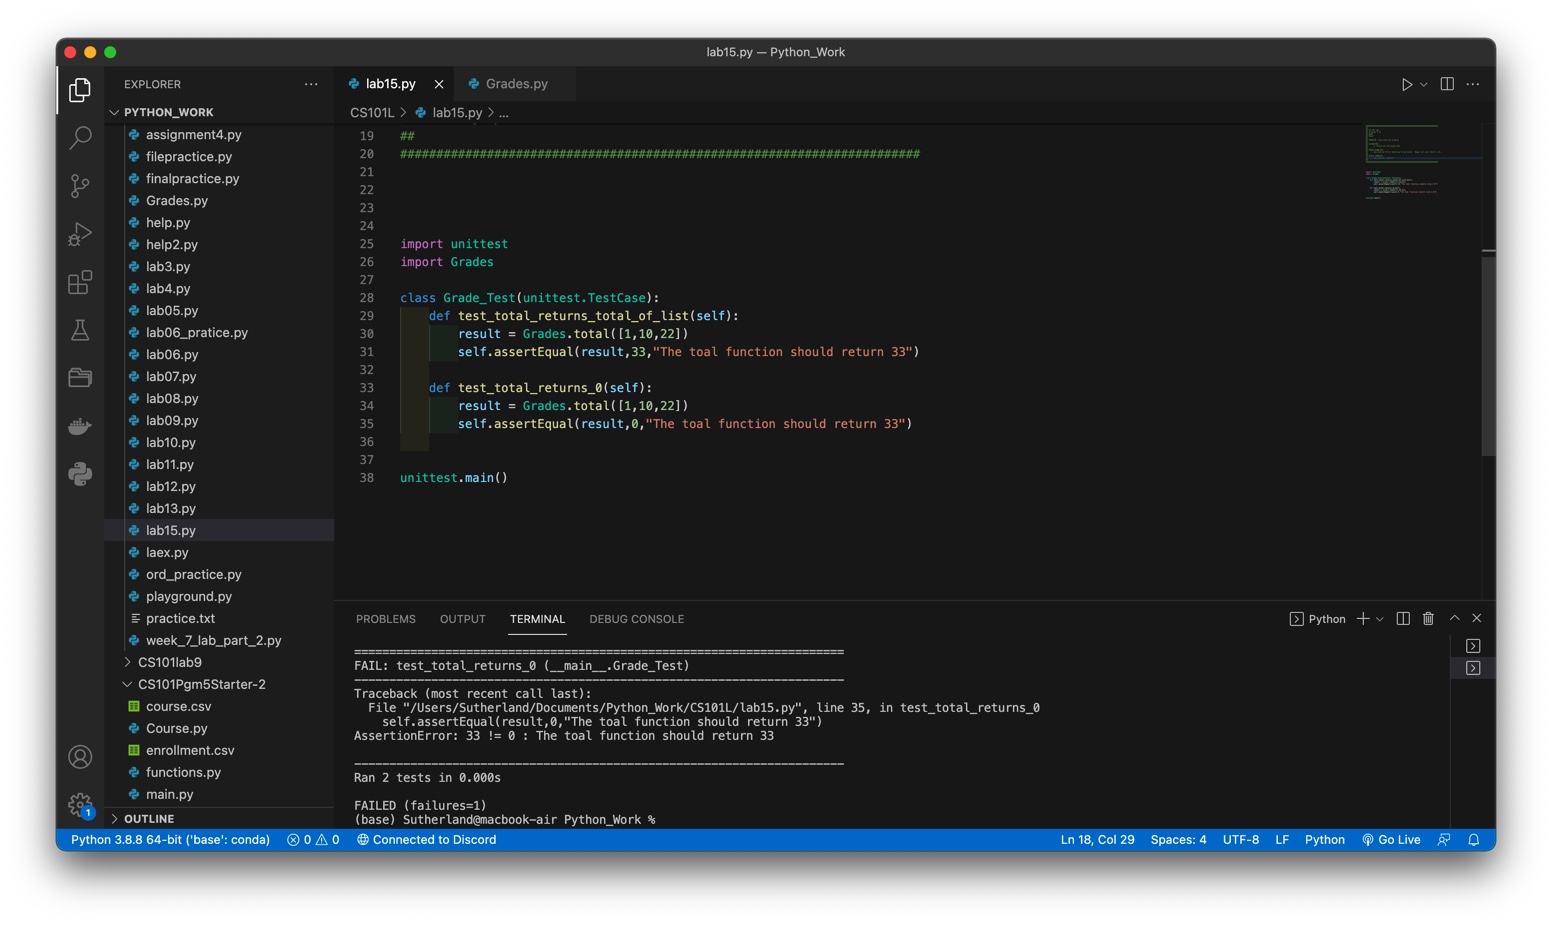 lab15.py — Python_Work
EXPLORER
PYTHON_WORK
assignment4.py
filepractice.py
finalpractice.py
Grades.py
help.py
help2.py
lab3.py
lab4.py
lab05.py
lab06_pratice.py
lab06.py
lab07.py
lab08.py
lab09.py
lab10.py
lab11.py
lab12.py
lab13.py
lab15.py
laex.py
ord_practice.py
playground.py
practice.txt
week_7_lab_part_2.py
CS101lab9
CS101Pgm5Starter-2
course.csv
Course.py
enrollment.csv
functions.py
main.py
OUTLINE
1
lab15.py
Grades.py
CS101L > lab15.py > ...
19 ##
20 ########################################################################
21
22
23
24
25 import unittest
26 import Grades
27
28 class Grade_Test(unittest.TestCase):
29     def test_total_returns_total_of_list(self):
30         result = Grades.total([1,10,22])
31         self.assertEqual(result,33,"The toal function should return 33")
32
33     def test_total_returns_0(self):
34         result = Grades.total([1,10,22])
35         self.assertEqual(result,0,"The toal function should return 33")
36
37
38 unittest.main()
PROBLEMS OUTPUT TERMINAL DEBUG CONSOLE
Python
======================================================================
FAIL: test_total_returns_0 (__main__.Grade_Test)
----------------------------------------------------------------------
Traceback (most recent call last):
  File "/Users/Sutherland/Documents/Python_Work/CS101L/lab15.py", line 35, in test_total_returns_0
    self.assertEqual(result,0,"The toal function should return 33")
AssertionError: 33 != 0 : The toal function should return 33
----------------------------------------------------------------------
Ran 2 tests in 0.000s
FAILED (failures=1)
(base) Sutherland@macbook-air Python_Work %
Python 3.8.8 64-bit ('base': conda) 0 0 Connected to Discord Ln 18, Col 29 Spaces: 4 UTF-8 LF Python Go Live